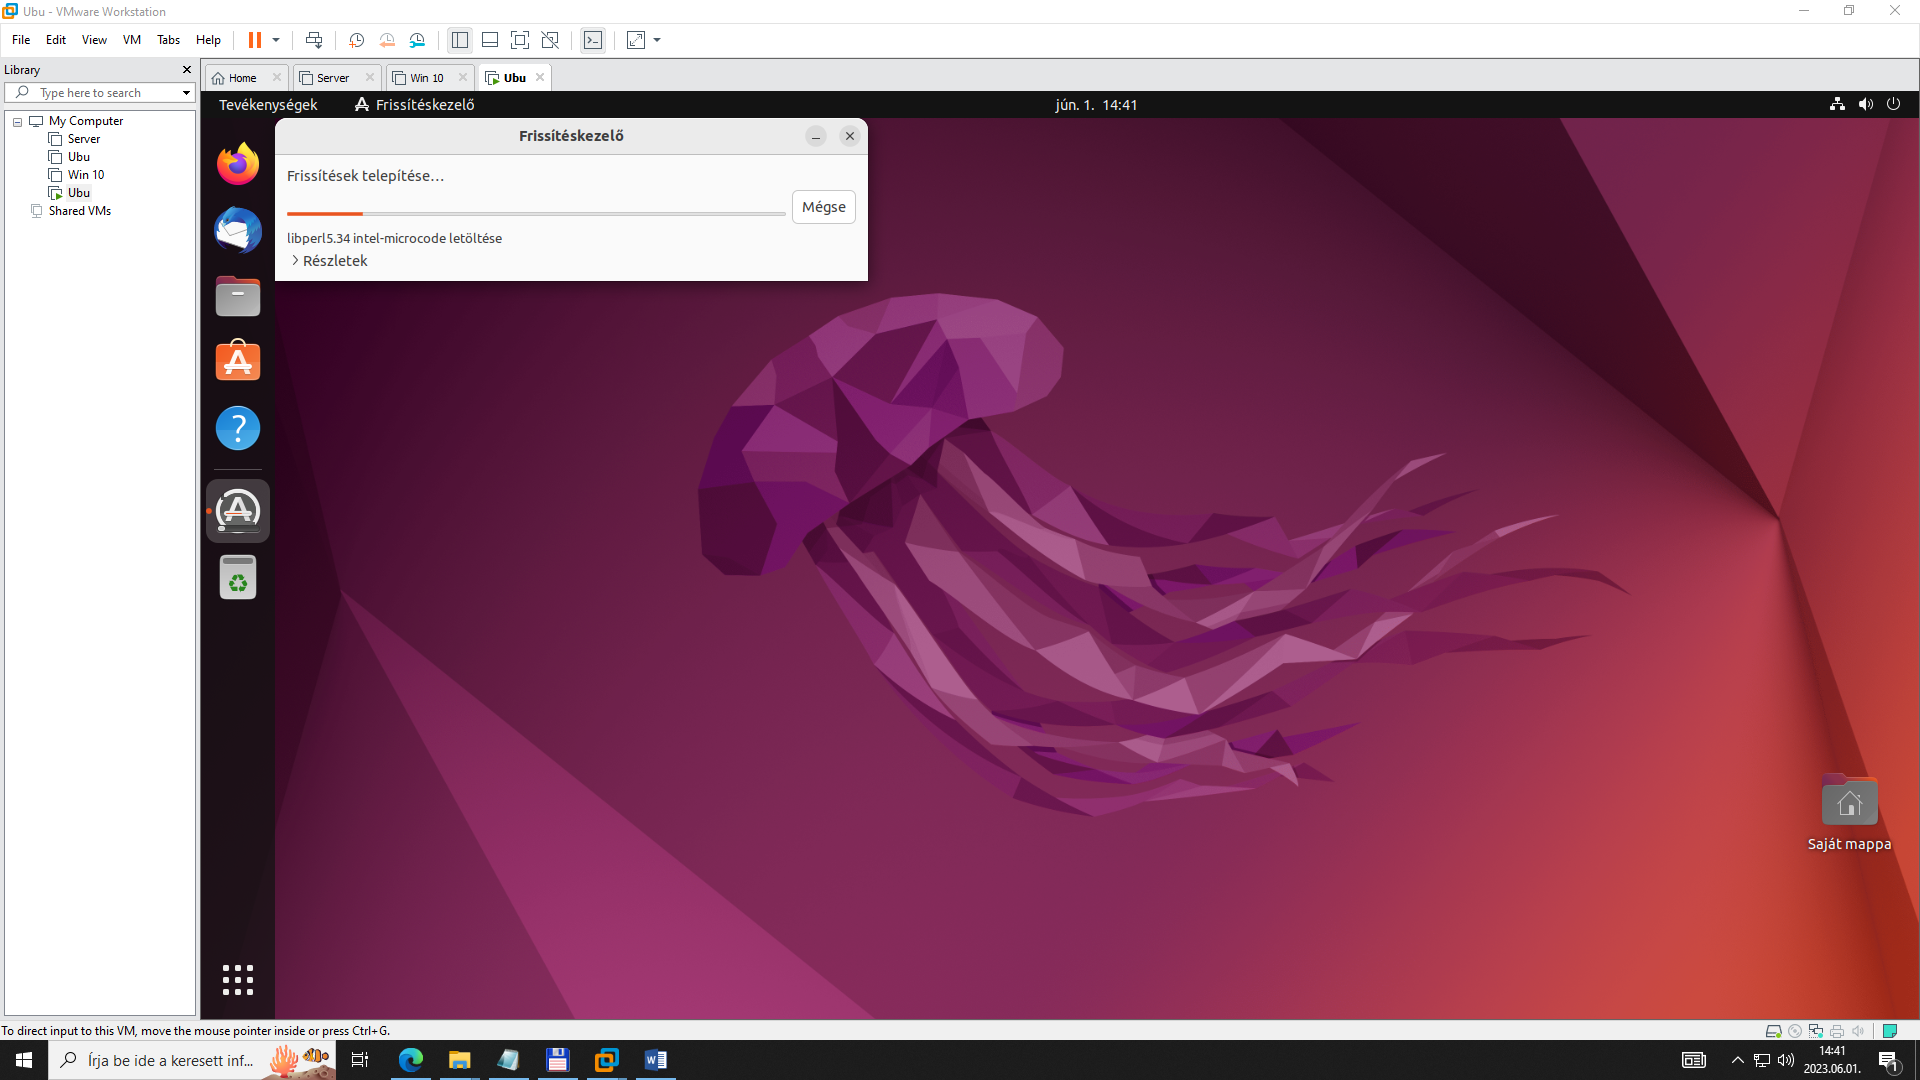 Ubu - VMware Workstation
File Edit View VM Tabs Help
Library
Type here to search
My Computer
Server
Ubu
Win 10
Ubu
Shared VMs
Home Server Win 10 Ubu
Tevékenységek Frissítéskezelő jún. 1. 14:41
Frissítéskezelő
Frissítések telepítése…
Mégse
libperl5.34 intel-microcode letöltése
Részletek
Saját mappa
To direct input to this VM, move the mouse pointer inside or press Ctrl+G.
Írja be ide a keresett inf...
14:41
2023.06.01.
1